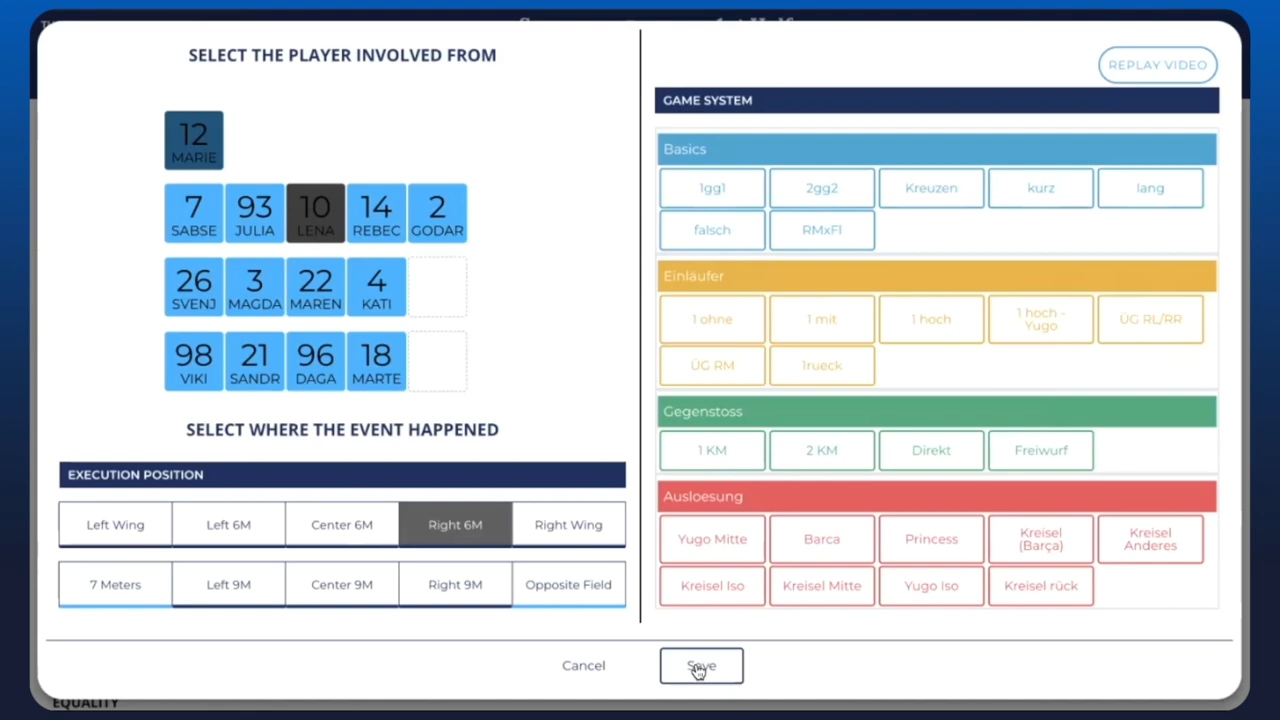 SELECT THE PLAYER INVOLVED FROM
12
MARIE
7 93 10 14 2
SABSE JULIA LENA REBEC GODAR
26 3 22 4
SVENJ MAGDA MAREN KATI
98 21 96 18
VIKI SANDR DAGA MARTE
SELECT WHERE THE EVENT HAPPENED
EXECUTION POSITION
Left Wing Left 6M Center 6M Right 6M Right Wing
7 Meters Left 9M Center 9M Right 9M Opposite Field
REPLAY VIDEO
GAME SYSTEM
Basics
1gg1 2gg2 Kreuzen kurz lang
falsch RMxFl
Einläufer
1 ohne 1 mit 1 hoch 1 hoch - Yugo ÜG RL/RR
ÜG RM 1rueck
Gegenstoss
1 KM 2 KM Direkt Freiwurf
Ausloesung
Yugo Mitte Barca Princess Kreisel (Barça) Kreisel Anderes
Kreisel Iso Kreisel Mitte Yugo Iso Kreisel rück
Cancel Save
EQUALITY